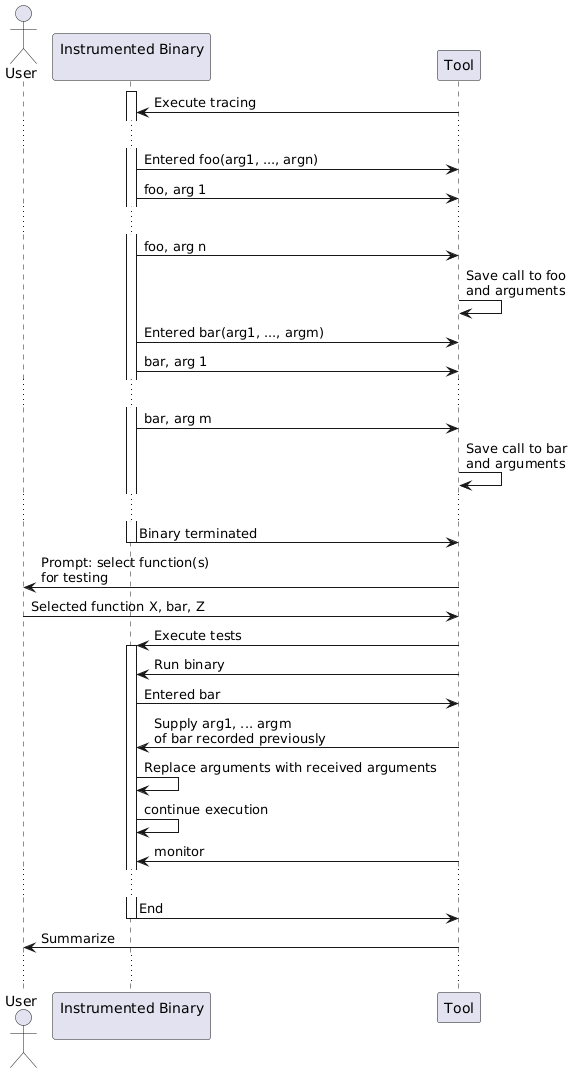 Instrumented Binary
Tool
User
Execute tracing
Entered foo(arg1, ..., argn)
foo, arg 1
foo, arg n
Save call to foo
and arguments
Entered bar(arg1, ..., argm)
bar, arg 1
bar, arg m
Save call to bar
and arguments
Binary terminated
Prompt: select function(s)
for testing
Selected function X, bar, Z
Execute tests
Run binary
Entered bar
Supply arg1, ... argm
of bar recorded previously
Replace arguments with received arguments
continue execution
monitor
End
Summarize
User
Instrumented Binary
Tool